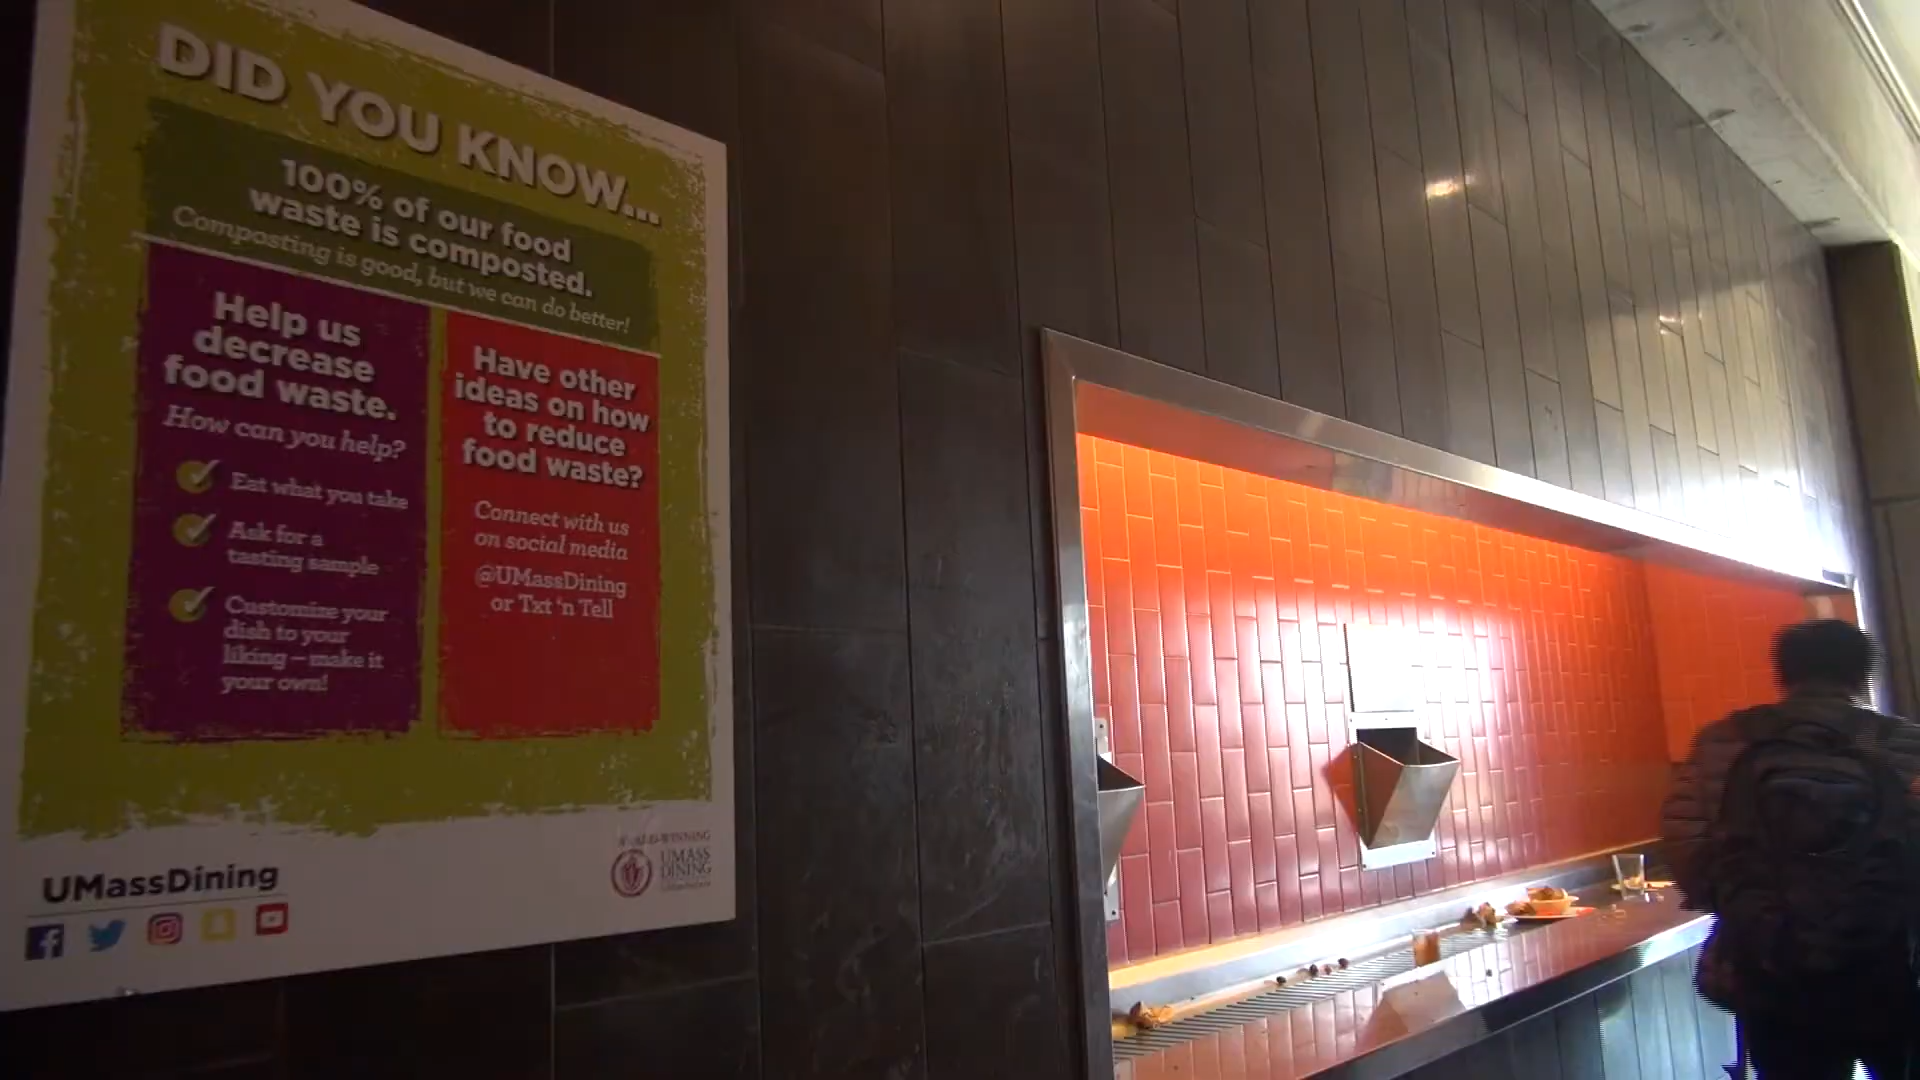 DID YOU KNOW...
100% of our food
waste is composted.
Composting is good, but we can do better!
Help us
decrease
food waste.
How can you help?
Eat what you take
Ask for a
tasting sample
Customize your
dish to your
liking – make it
your own!
Have other
ideas on how
to reduce
food waste?
Connect with us
on social media
@UMassDining
or Txt 'n Tell
UMassDining
UMASS
DINING